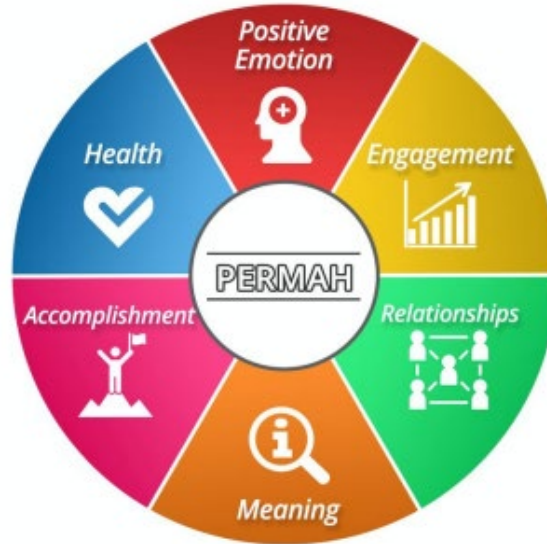 Positive
Emotion
Health
Engagement
PERMAH
Accomplishment
Relationships
Meaning